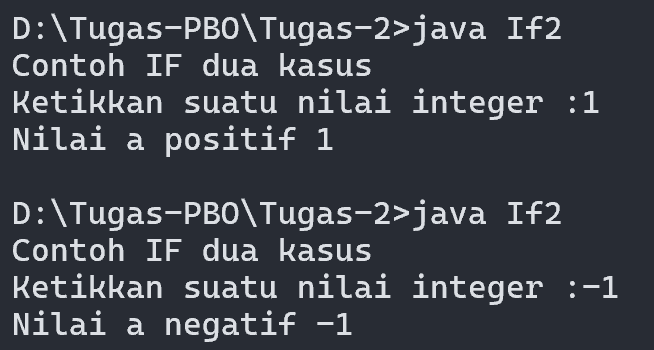 D:\Tugas-PBO\Tugas-2>java If2
Contoh IF dua kasus
Ketikkan suatu nilai integer :1
Nilai a positif 1
D:\Tugas-PBO\Tugas-2>java If2
Contoh IF dua kasus
Ketikkan suatu nilai integer :-1
Nilai a negatif -1